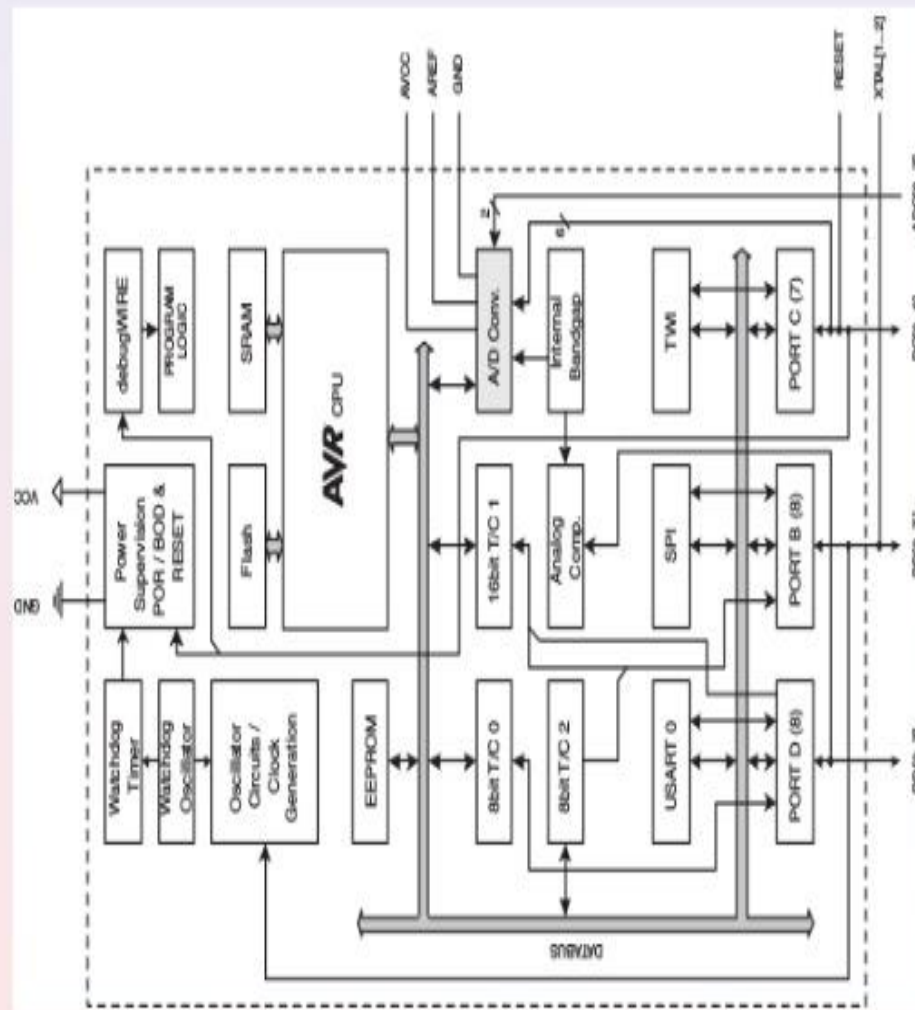 GND
VCC
Watchdog
Timer
Watchdog
Oscillator
Oscillator
Circuits /
Clock
Generation
Power
Supervision
POR / BOD &
RESET
debugWIRE
PROGRAM
LOGIC
Flash
SRAM
AVR CPU
EEPROM
AVCC
AREF
GND
8bit T/C 0
16bit T/C 1
A/D Conv.
2
8bit T/C 2
Analog
Comp.
Internal
Bandgap
6
DATABUS
USART 0
SPI
TWI
PORT D (8)
PORT B (8)
PORT C (7)
RESET
XTAL[1..2]